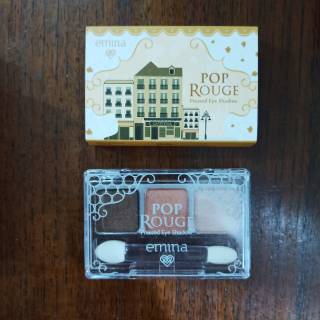 emina
POP
ROUGE
Pressed Eye Shadow
POP
ROUGE
Pressed Eye Shadow
emina